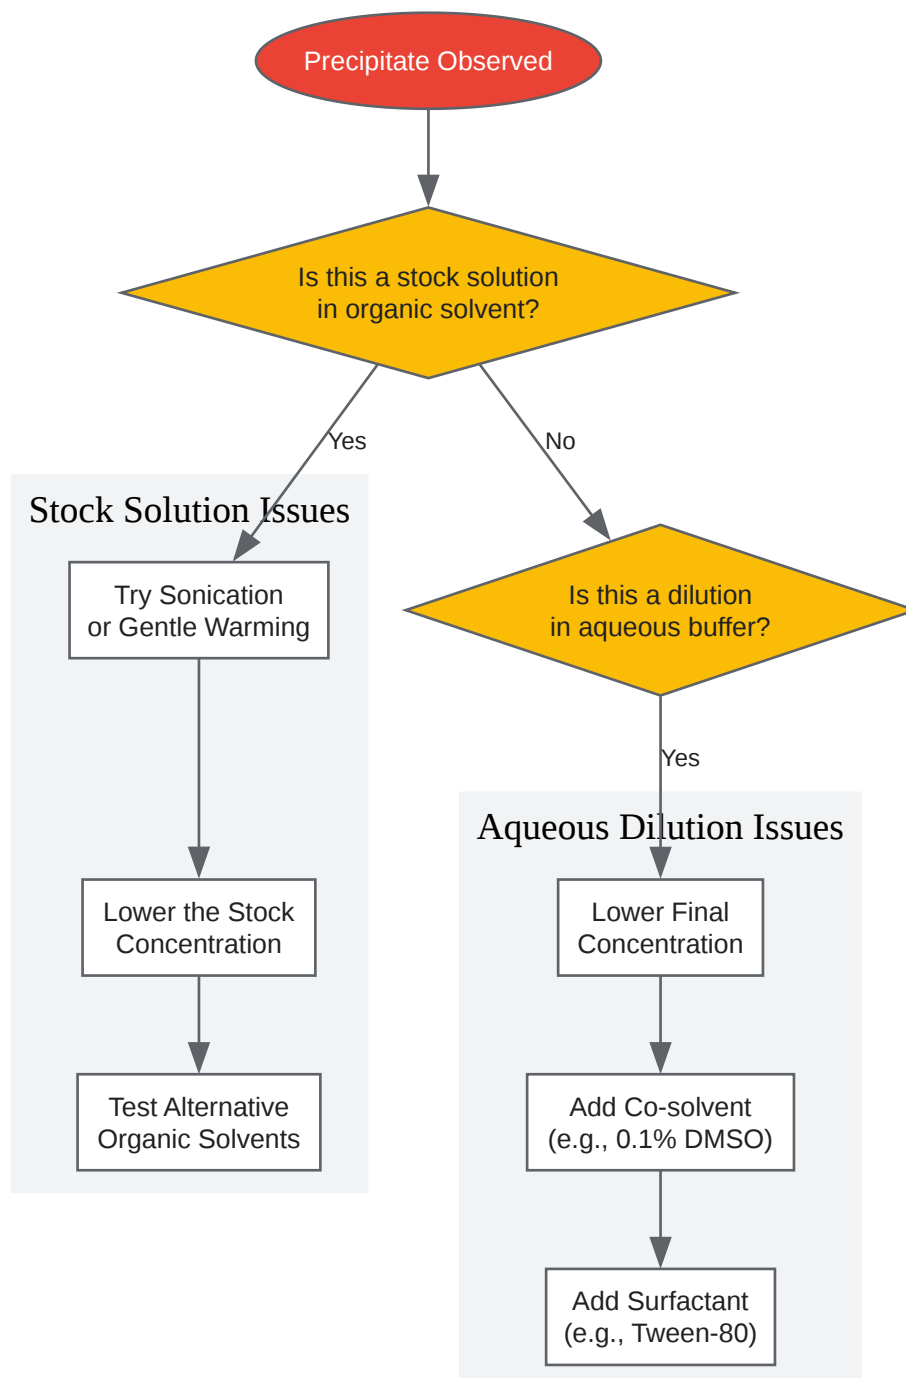 Precipitate Observed
Is this a stock solution
in organic solvent?
Yes
No
Stock Solution Issues
Try Sonication
or Gentle Warming
Is this a dilution
in aqueous buffer?
Yes
Aqueous Dilution Issues
Lower the Stock
Concentration
Lower Final
Concentration
Test Alternative
Organic Solvents
Add Co-solvent
(e.g., 0.1% DMSO)
Add Surfactant
(e.g., Tween-80)